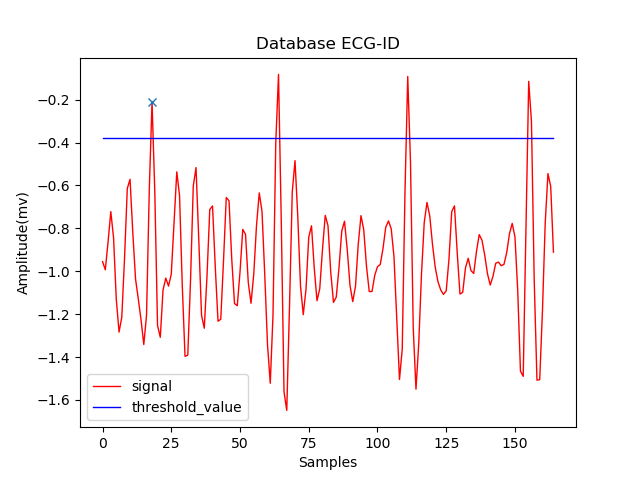 Database ECG-ID
Amplitude(mv)
−0.2
−0.4
−0.6
−0.8
−1.0
−1.2
−1.4
−1.6
signal
threshold_value
0 25 50 75 100 125 150
Samples